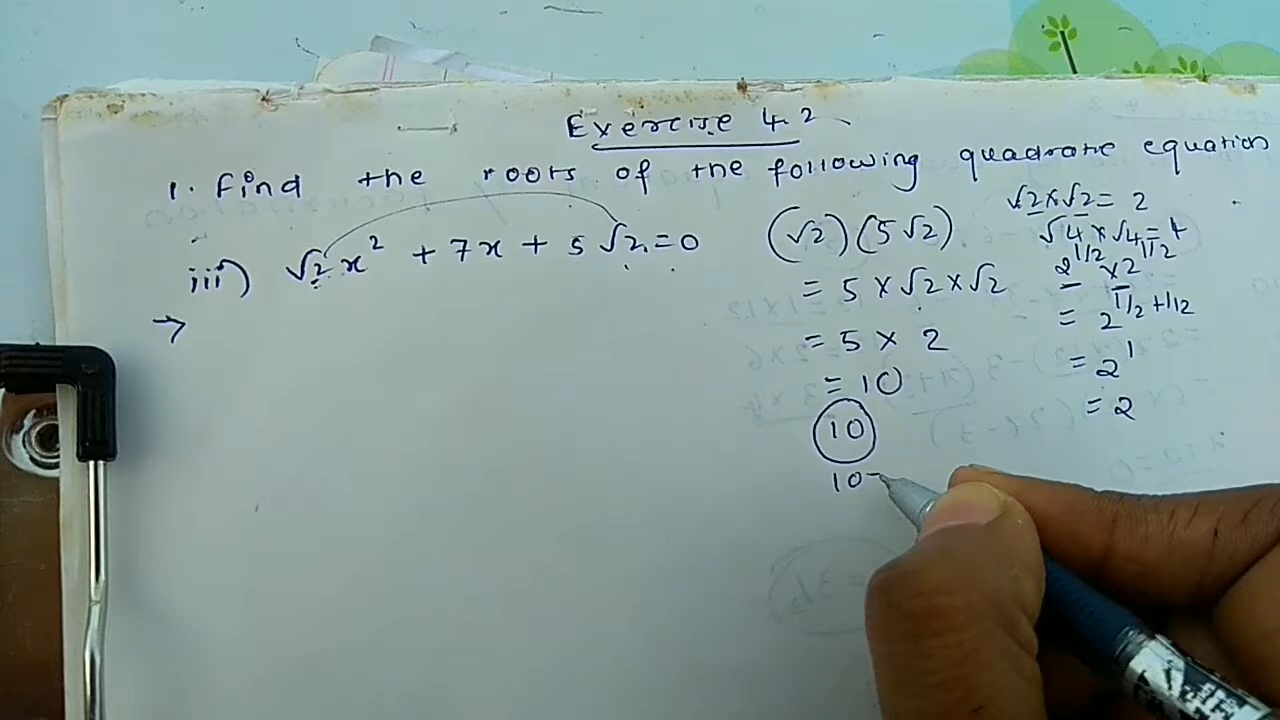 Exercise 4.2
1. Find the roots of the following quadratic equation
iii) √2x² + 7x + 5√2 = 0
→
(√2)(5√2)
= 5 × √2 × √2
= 5 × 2
= 10
10
10=
√2×√2 = 2
√4×√4=4
2^1/2 × 2^1/2
= 2^1/2+1/2
= 2^1
= 2